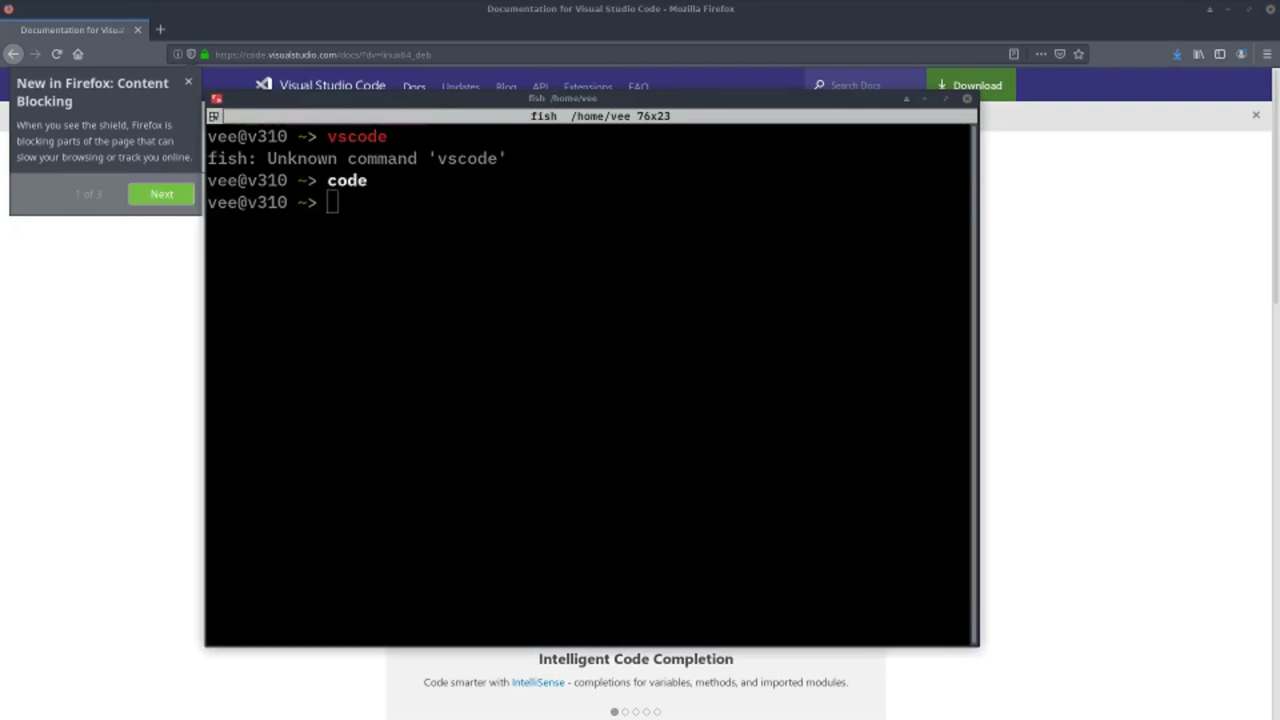 Documentation for Visual Studio Code - Mozilla Firefox
Documentation for Visual
https://code.visualstudio.com/docs/?dv=linux64_deb
New in Firefox: Content
Blocking
When you see the shield, Firefox is
blocking parts of the page that can
slow your browsing or track you online.
1 of 3
Next
Visual Studio Code
Docs
Updates
Blog
API
Extensions
FAQ
Search Docs
Download
fish /home/vee
fish /home/vee 76x23
vee@v310 ~> vscode
fish: Unknown command 'vscode'
vee@v310 ~> code
vee@v310 ~>
Intelligent Code Completion
Code smarter with IntelliSense - completions for variables, methods, and imported modules.